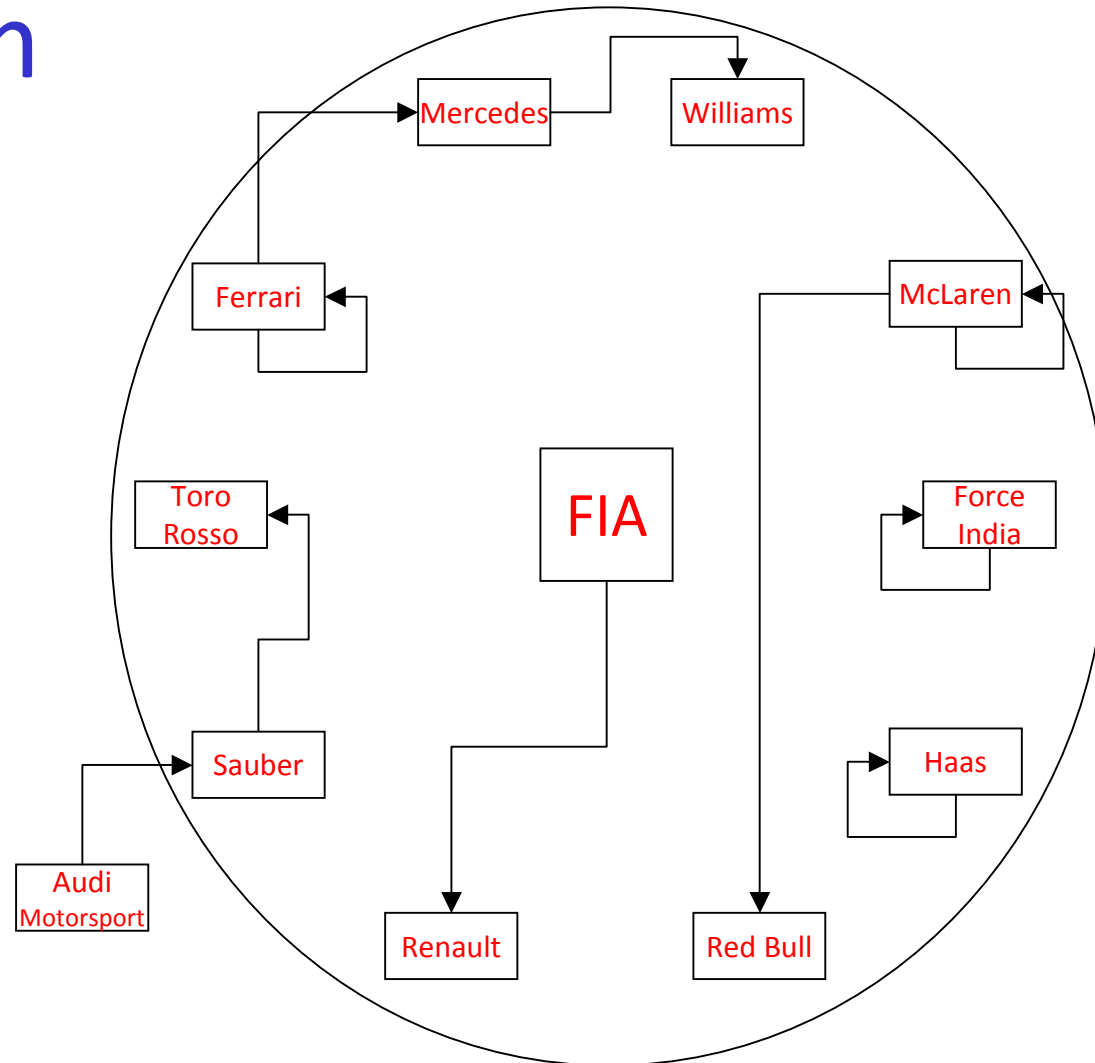 Mercedes
Williams
Ferrari
McLaren
Toro
Rosso
FIA
Force
India
Sauber
Haas
Audi
Motorsport
Renault
Red Bull